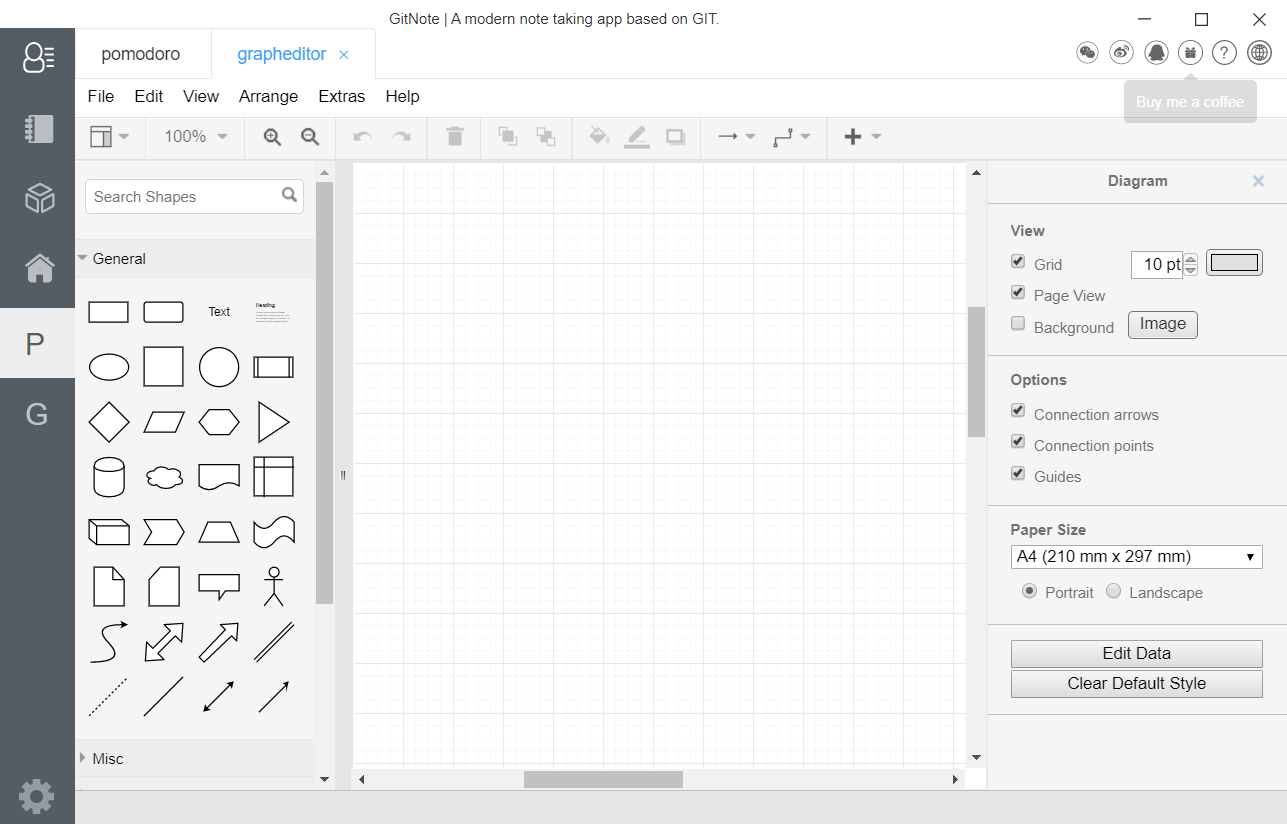 GitNote | A modern note taking app based on GIT.
pomodoro
grapheditor ×
Buy me a coffee
File Edit View Arrange Extras Help
100%
Search Shapes
General
Text
Heading
Misc
P
G
Diagram
View
Grid 10 pt
Page View
Background Image
Options
Connection arrows
Connection points
Guides
Paper Size
A4 (210 mm x 297 mm)
Portrait Landscape
Edit Data
Clear Default Style